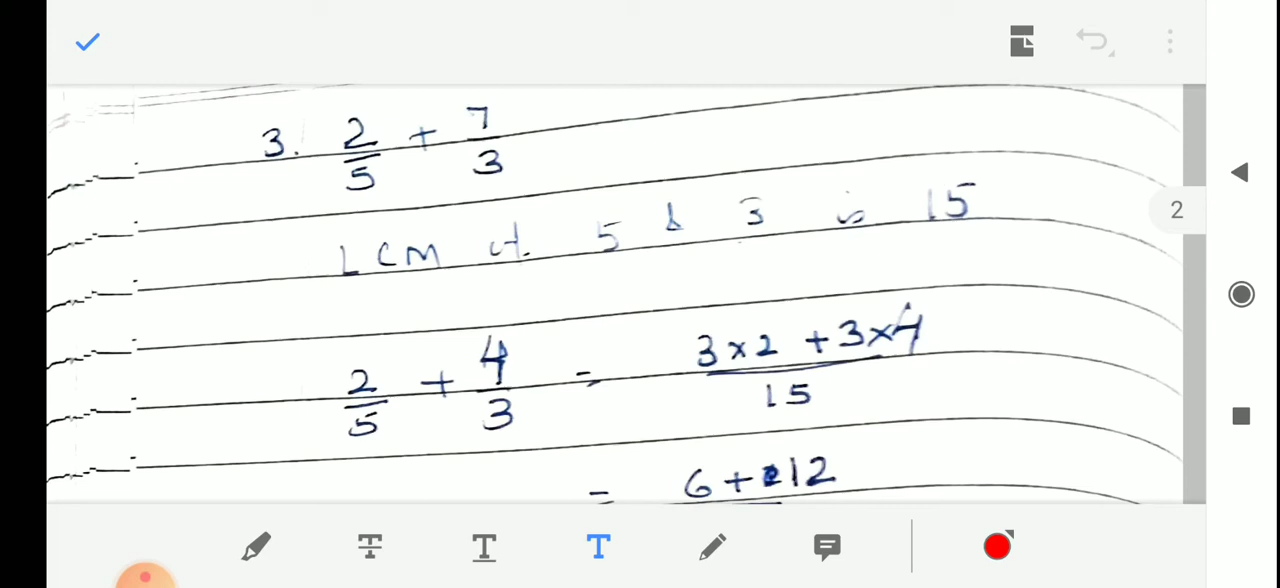 3. 2/5 + 7/3
2
LCM of 5 & 3 is 15
2/5 + 4/3 = 3×2 + 3×4/15
= 6 + 12